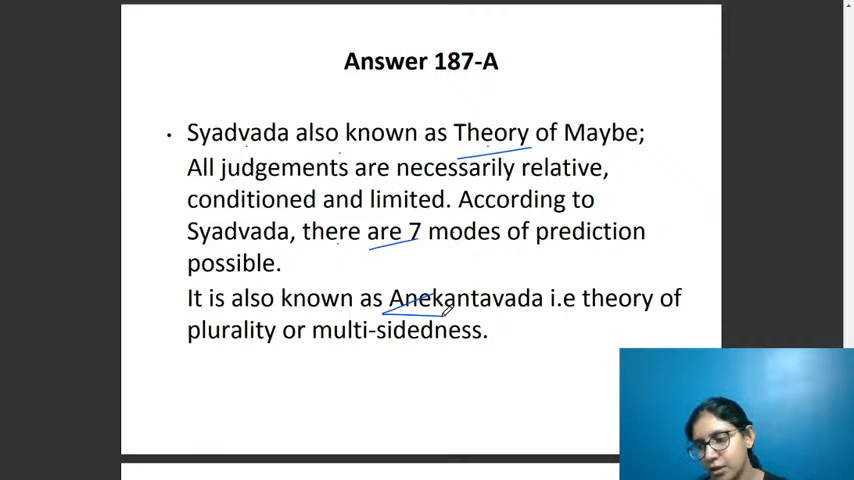 Answer 187-A
• Syadvada also known as Theory of Maybe;
All judgements are necessarily relative,
conditioned and limited. According to
Syadvada, there are 7 modes of prediction
possible.
It is also known as Anekantavada i.e theory of
plurality or multi-sidedness.